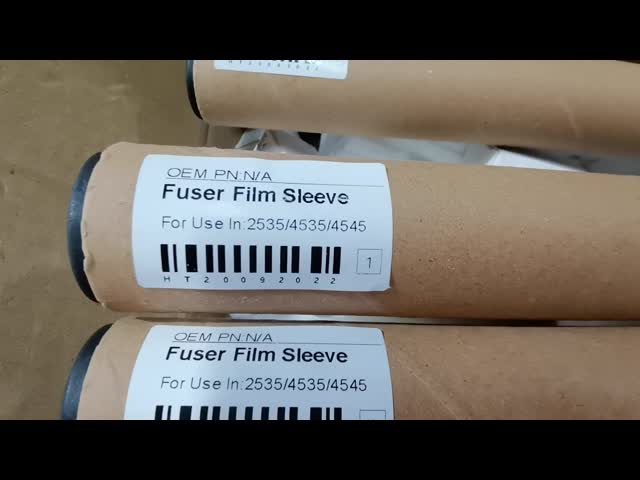 OEM PN:N/A
Fuser Film Sleeve
For Use In:2535/4535/4545
1
HT20092022
OEM PN:N/A
Fuser Film Sleeve
For Use In:2535/4535/4545